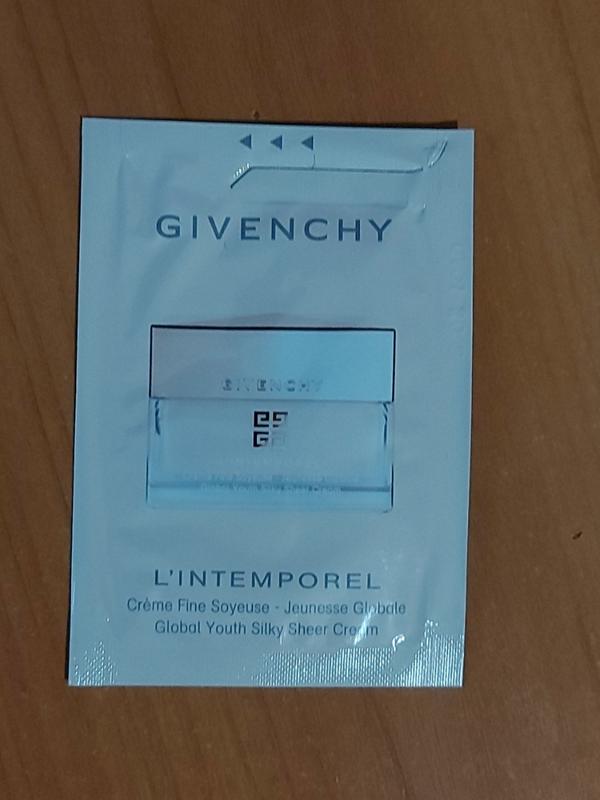 GIVENCHY
GIVENCHY
L'INTEMPOREL
Crème Fine Soyeuse - Jeunesse Globale
Global Youth Silky Sheer Cream